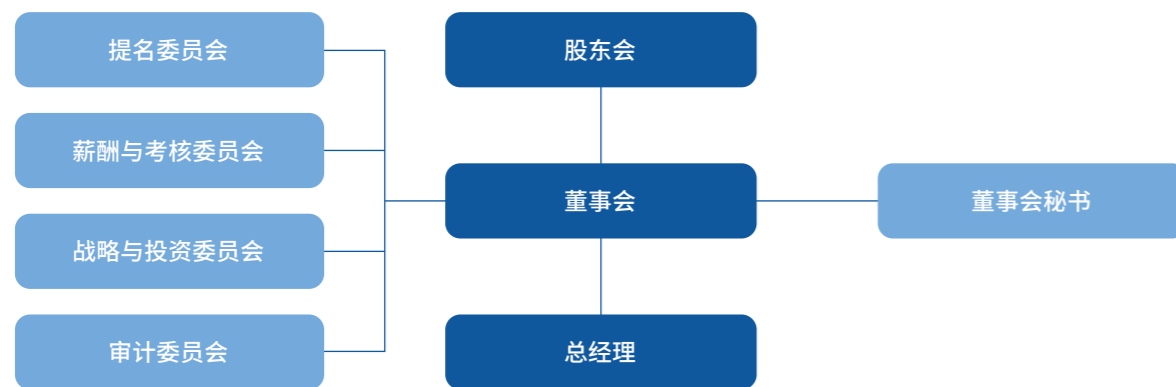 提名委员会
股东会
薪酬与考核委员会
董事会
董事会秘书
战略与投资委员会
审计委员会
总经理